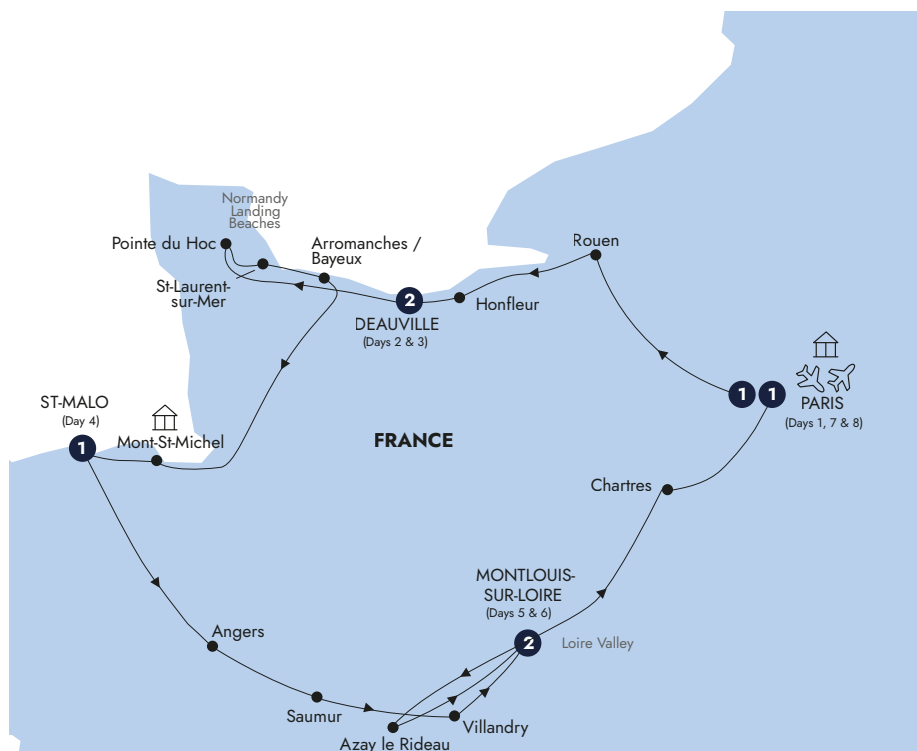 Normandy
Landing
Beaches
Pointe du Hoc
Arromanches /
Bayeux
St-Laurent-
sur-Mer
Rouen
2
Honfleur
DEAUVILLE
(Days 2 & 3)
1
1
PARIS
(Days 1, 7 & 8)
ST-MALO
(Day 4)
1
Mont-St-Michel
FRANCE
Chartres
MONTLOUIS-
SUR-LOIRE
(Days 5 & 6)
2
Loire Valley
Angers
Saumur
Villandry
Azay le Rideau